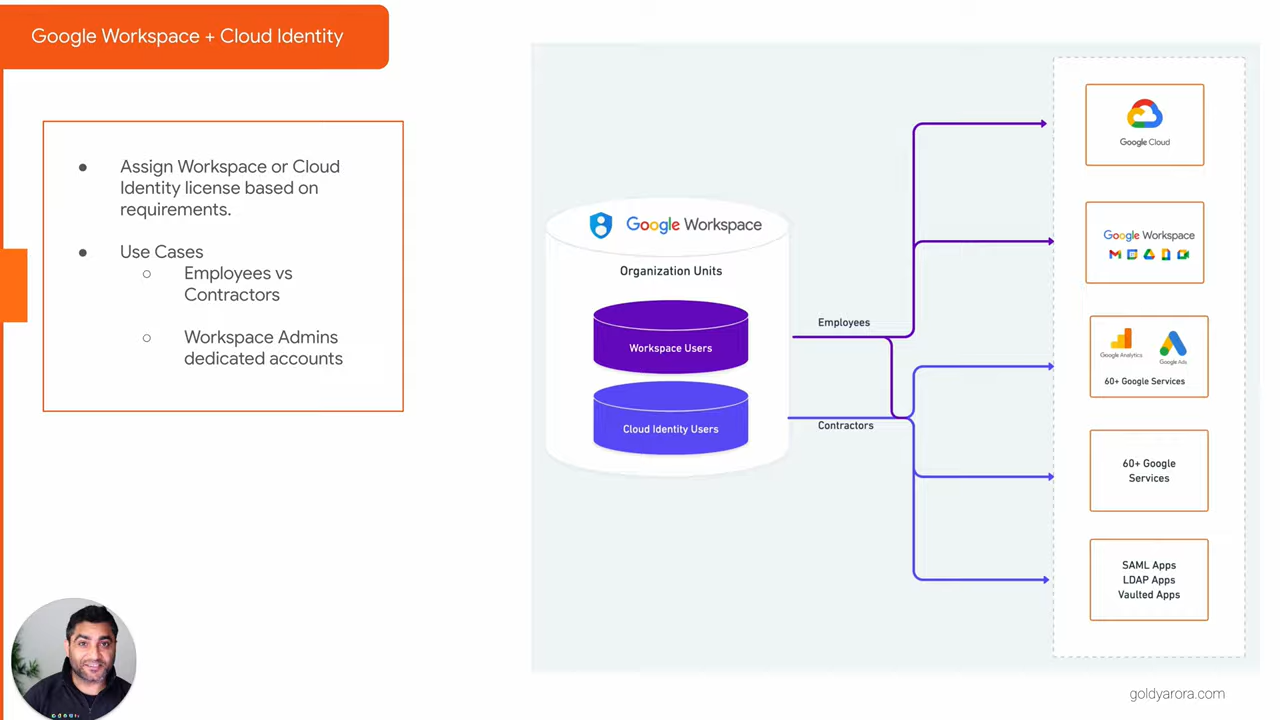 Google Workspace + Cloud Identity
● Assign Workspace or Cloud
Identity license based on
requirements.
● Use Cases
○ Employees vs
Contractors
○ Workspace Admins
dedicated accounts
Google Workspace
Organization Units
Workspace Users
Cloud Identity Users
Employees
Contractors
Google Cloud
Google Workspace
Google Analytics
Google Ads
60+ Google Services
60+ Google
Services
SAML Apps
LDAP Apps
Vaulted Apps
goldyarora.com